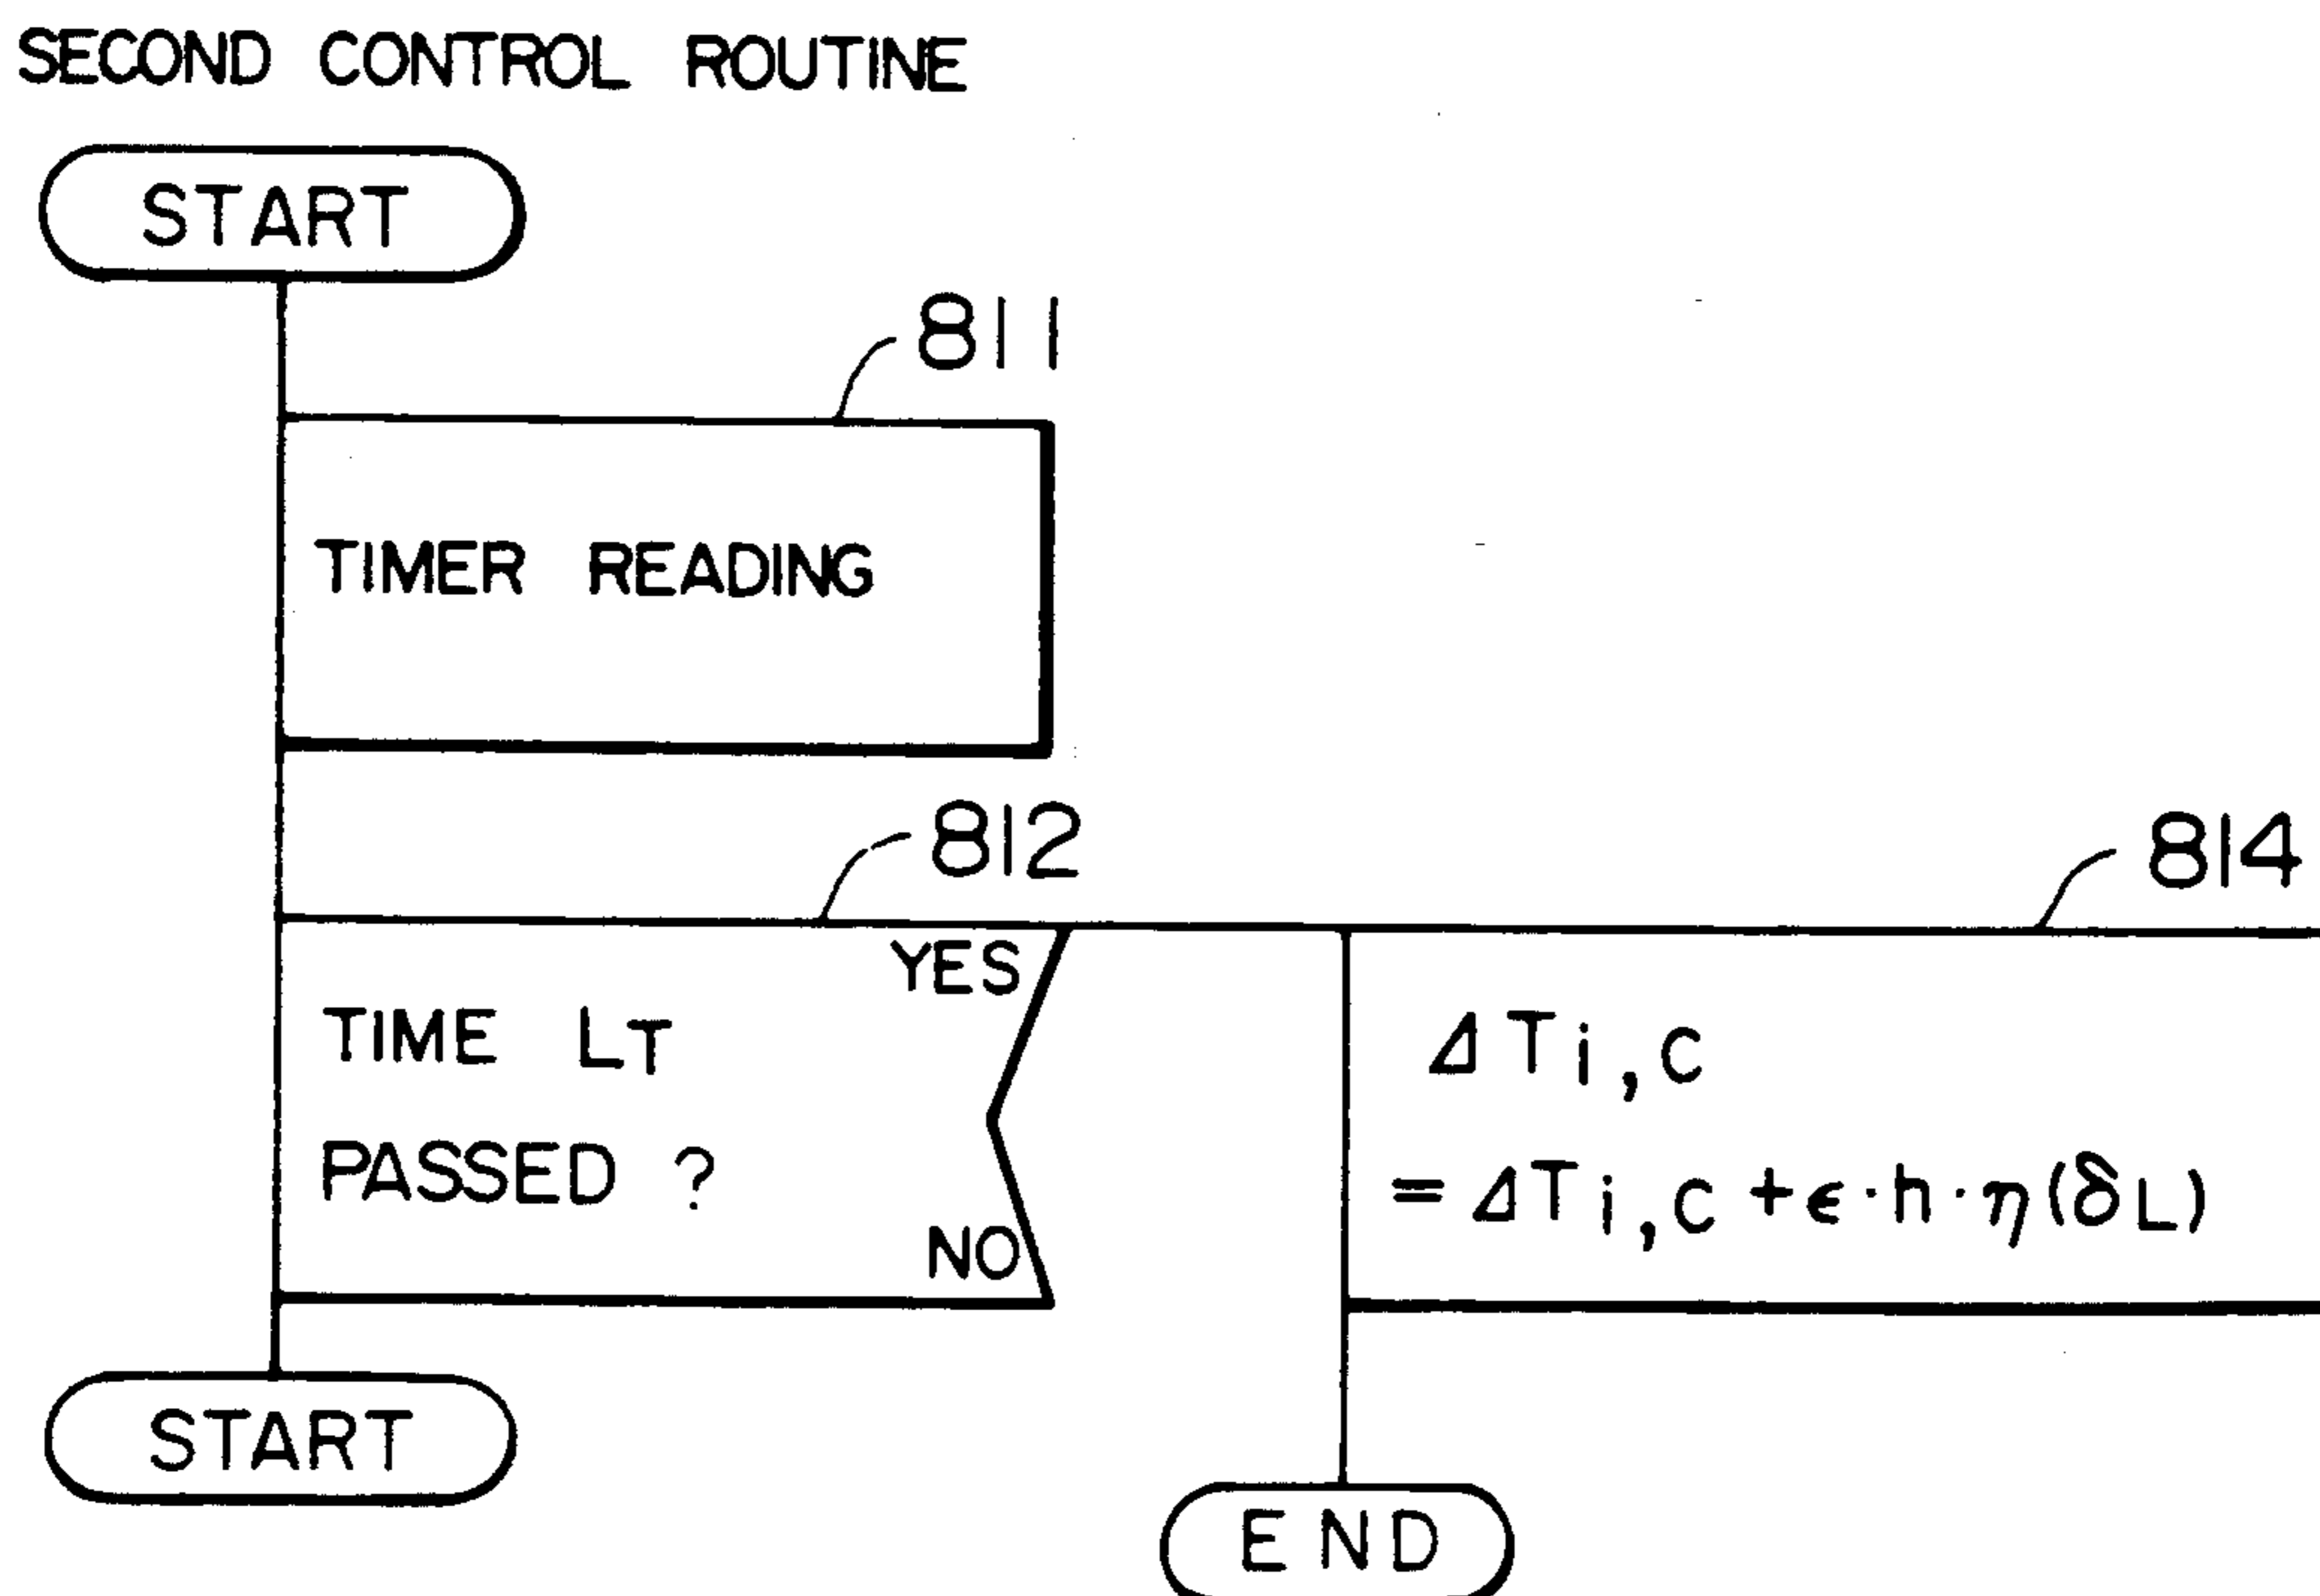 SECOND CONTROL ROUTINE
START
811
TIMER READING
812
814
YES
TIME LT
PASSED ?
NO
ΔTi,c
=ΔTi,c+ϵ·h·η(δL)
START
END